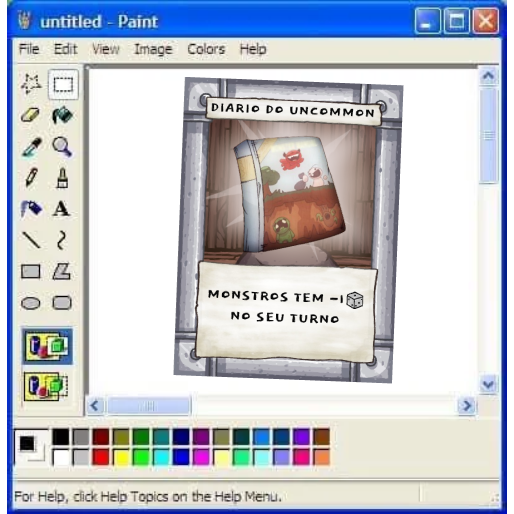 untitled - Paint
File Edit View Image Colors Help
A
DIARIO DO UNCOMMON
MONSTROS TEM -1
NO SEU TURNO
For Help, click Help Topics on the Help Menu.